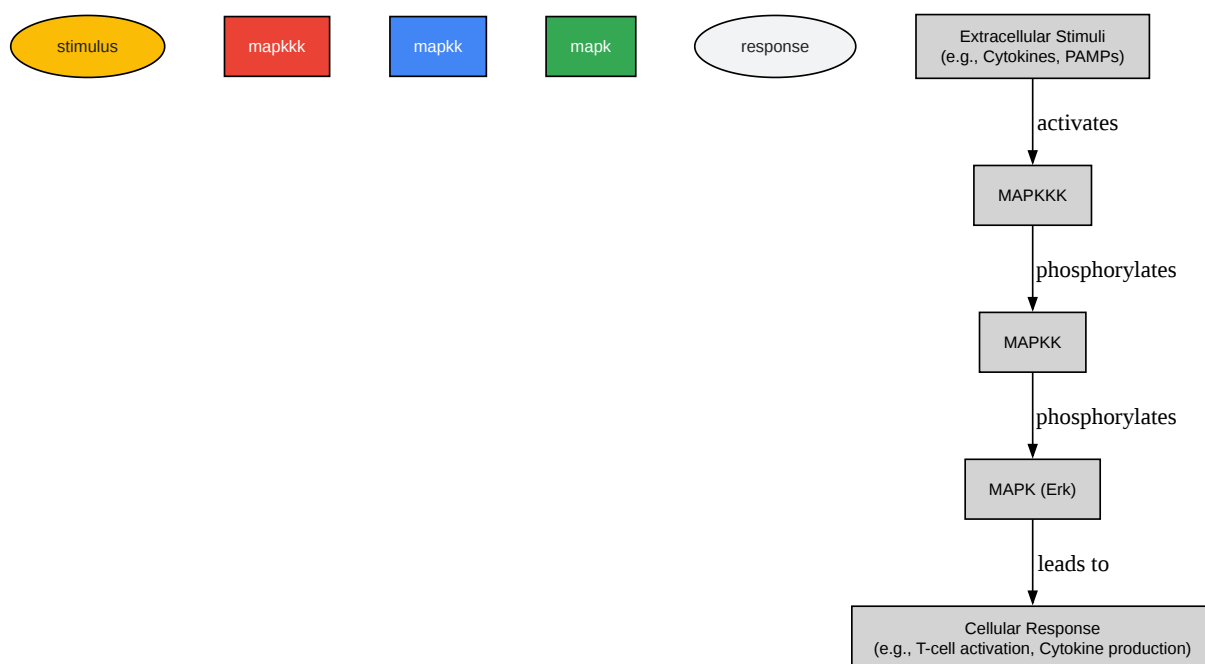 stimulus
mapkkk
mapkk
mapk
response
Extracellular Stimuli
(e.g., Cytokines, PAMPs)
activates
MAPKKK
phosphorylates
MAPKK
phosphorylates
MAPK (Erk)
leads to
Cellular Response
(e.g., T-cell activation, Cytokine production)